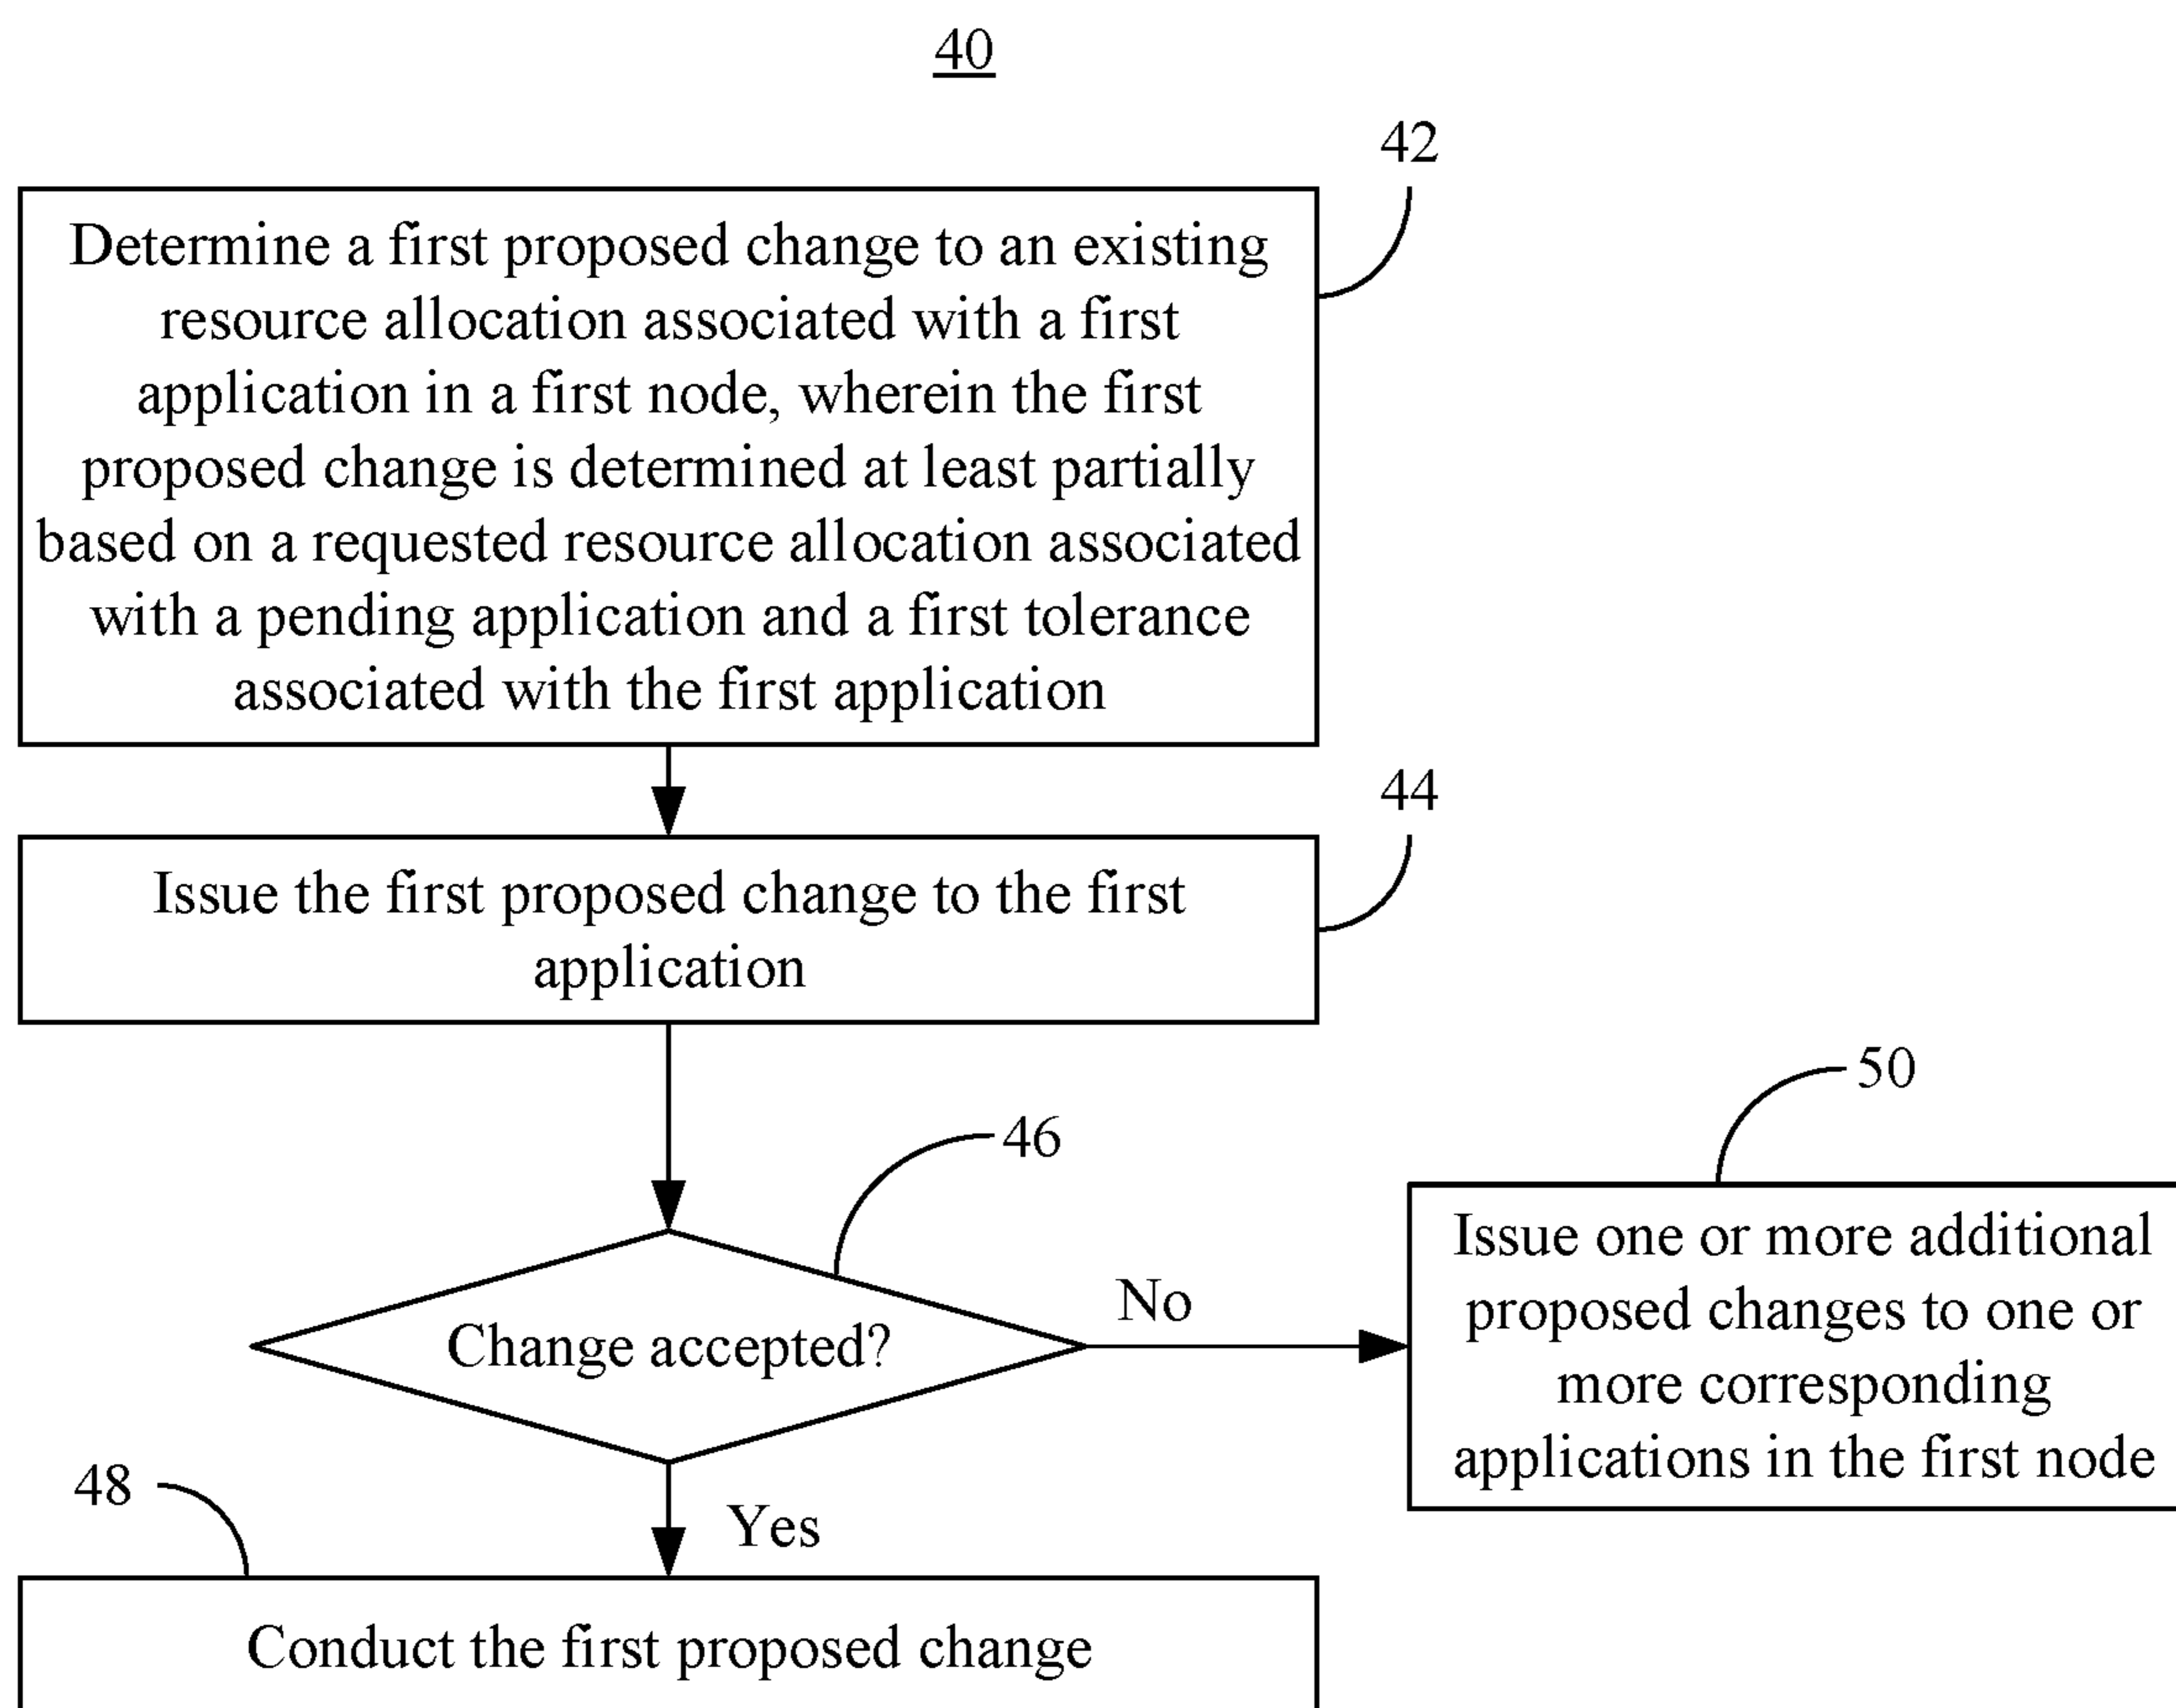 40
42
Determine a first proposed change to an existing
resource allocation associated with a first
application in a first node, wherein the first
proposed change is determined at least partially
based on a requested resource allocation associated
with a pending application and a first tolerance
associated with the first application
44
Issue the first proposed change to the first
application
46
Change accepted?
No
50
Issue one or more additional
proposed changes to one or
more corresponding
applications in the first node
Yes
48
Conduct the first proposed change